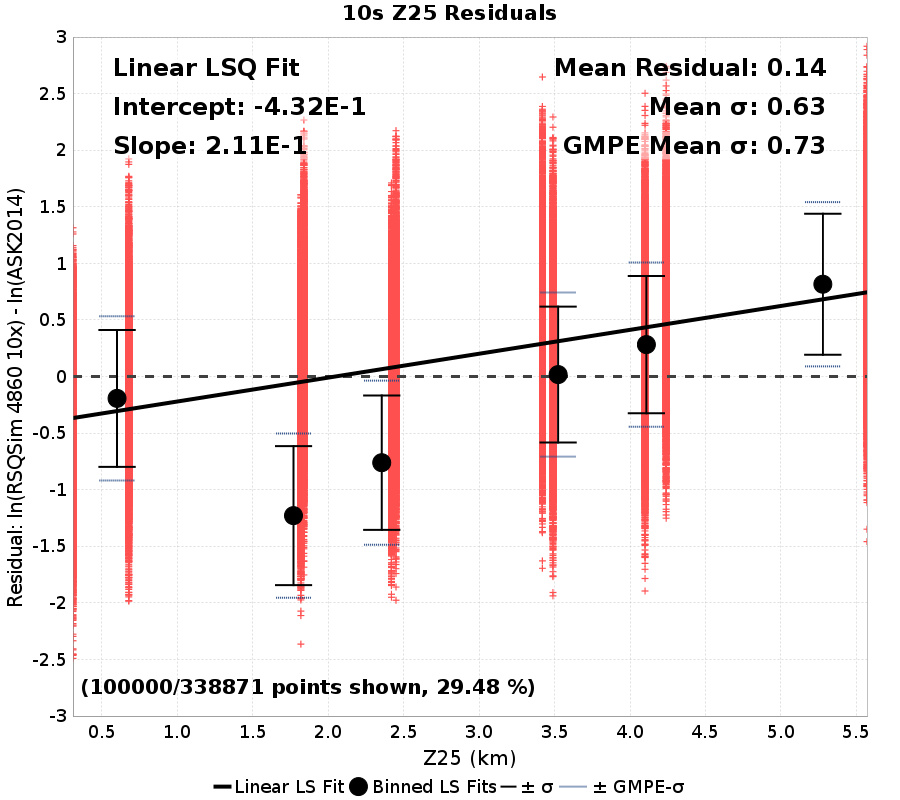 10s Z25 Residuals
Linear LSQ Fit
Intercept: -4.32E-1
Slope: 2.11E-1
Mean Residual: 0.14
Mean σ: 0.63
GMPE Mean σ: 0.73
3
2.5
2
1.5
1
0.5
0
-0.5
-1
-1.5
-2
-2.5
-3
Residual: ln(RSQSim 4860 10x) - ln(ASK2014)
(100000/338871 points shown, 29.48 %)
0.5 1.0 1.5 2.0 2.5 3.0 3.5 4.0 4.5 5.0 5.5
Z25 (km)
Linear LS Fit Binned LS Fits ± σ ± GMPE-σ